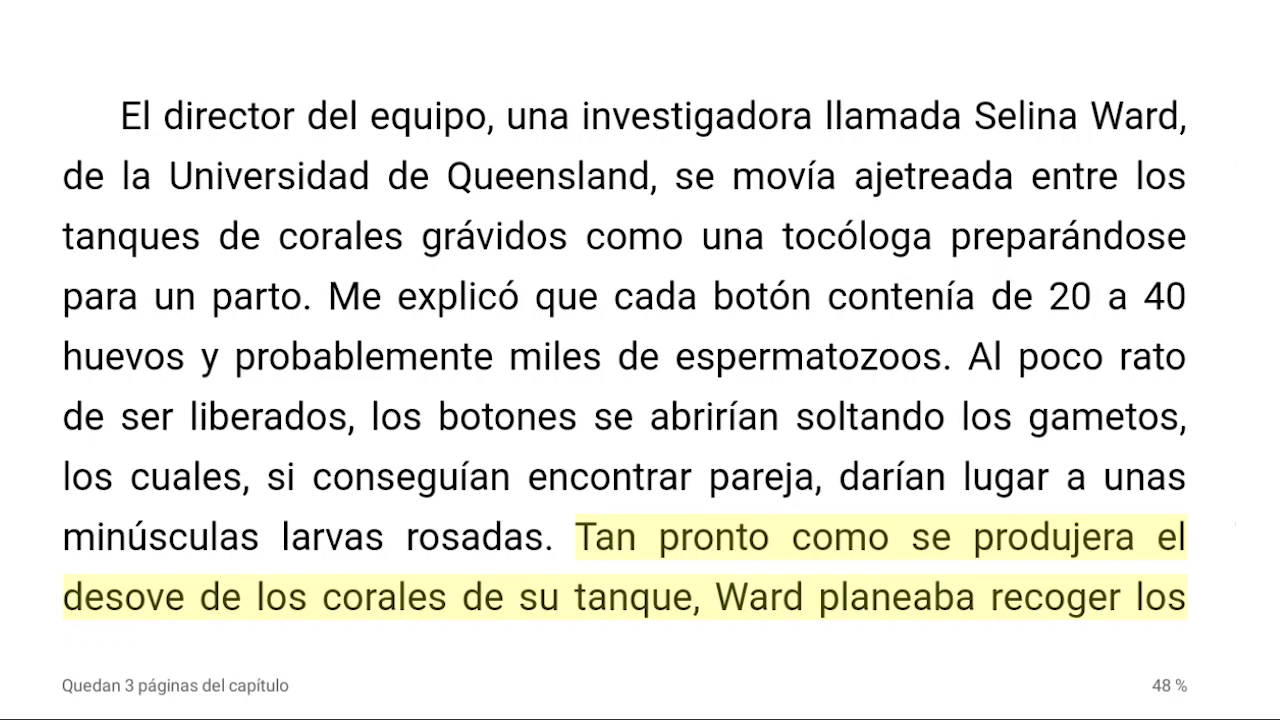 El director del equipo, una investigadora llamada Selina Ward,
de la Universidad de Queensland, se movía ajetreada entre los
tanques de corales grávidos como una tocóloga preparándose
para un parto. Me explicó que cada botón contenía de 20 a 40
huevos y probablemente miles de espermatozoos. Al poco rato
de ser liberados, los botones se abrirían soltando los gametos,
los cuales, si conseguían encontrar pareja, darían lugar a unas
minúsculas larvas rosadas. Tan pronto como se produjera el
desove de los corales de su tanque, Ward planeaba recoger los
Quedan 3 páginas del capítulo
48 %